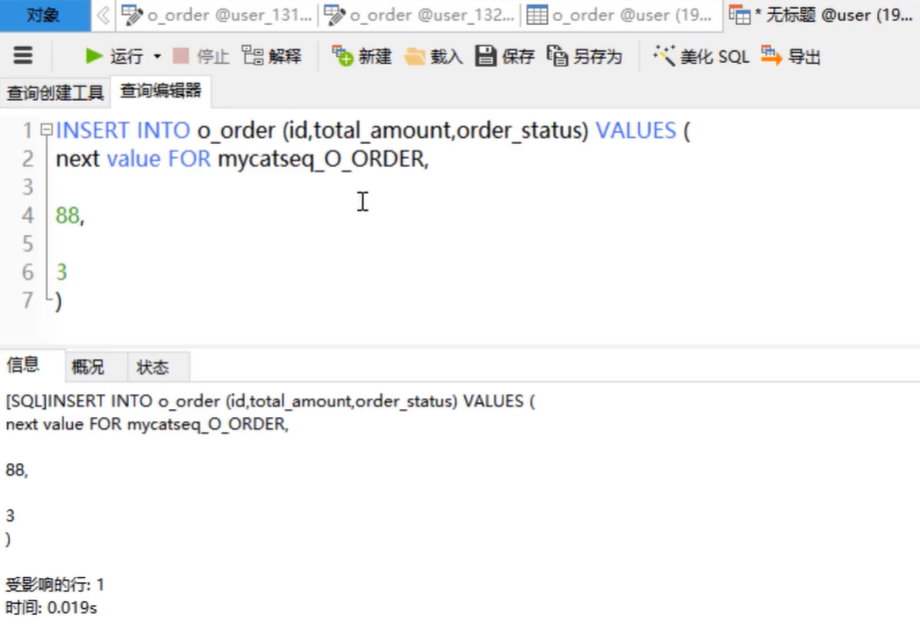 对象 o_order @user_131... o_order @user_132... o_order @user (19... * 无标题 @user (19...
运行 停止 解释 新建 载入 保存 另存为 美化 SQL 导出
查询创建工具 查询编辑器
1 INSERT INTO o_order (id,total_amount,order_status) VALUES (
2 next value FOR mycatseq_O_ORDER,
3
4 88,
5
6 3
7 )
信息 概况 状态
[SQL]INSERT INTO o_order (id,total_amount,order_status) VALUES (
next value FOR mycatseq_O_ORDER,
88,
3
)
受影响的行: 1
时间: 0.019s